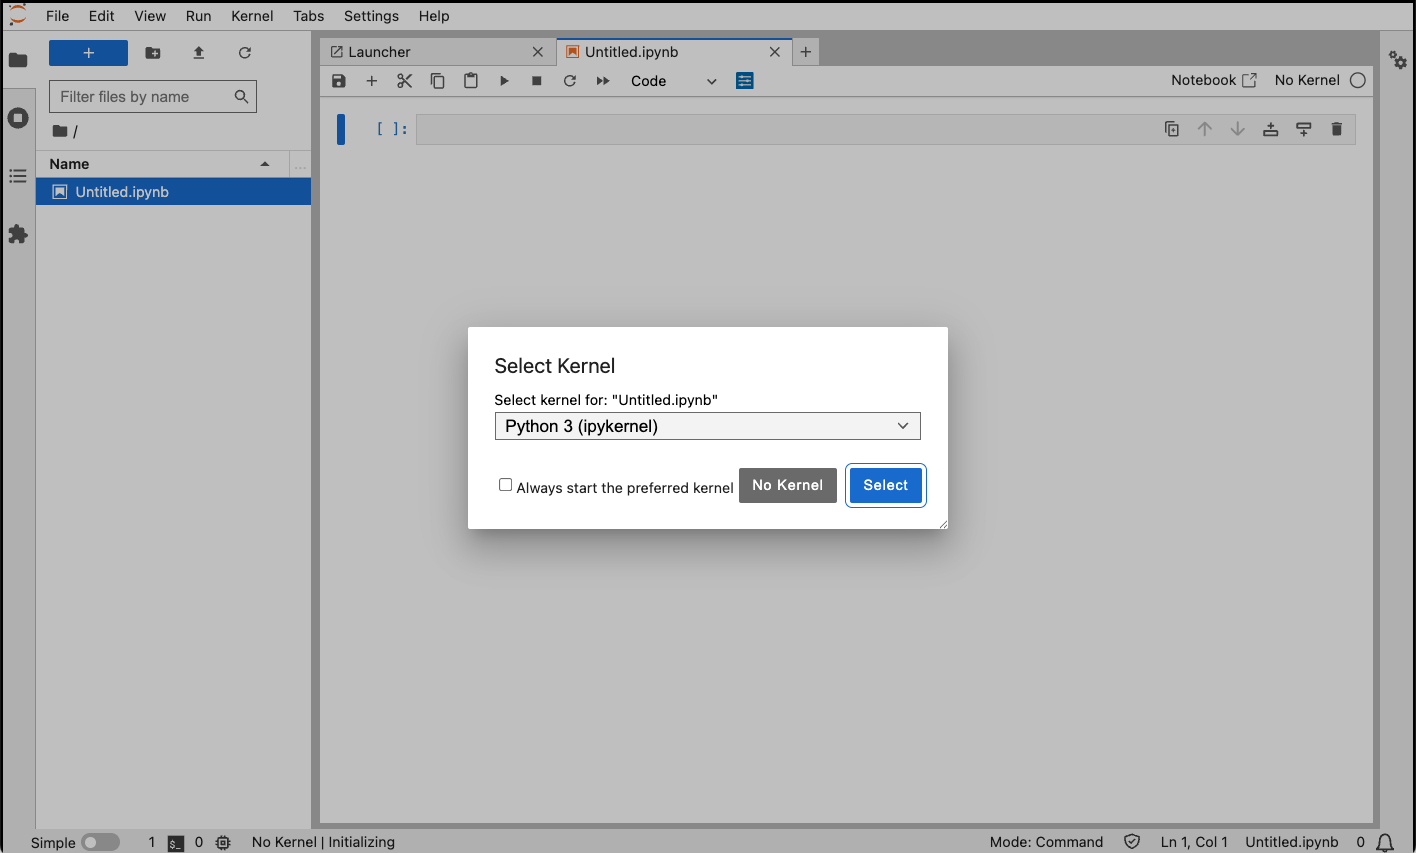 File Edit View Run Kernel Tabs Settings Help
Filter files by name
/
Name
...
Untitled.ipynb
Launcher
Untitled.ipynb
Code
Notebook
No Kernel
[ ]:
Select Kernel
Select kernel for: "Untitled.ipynb"
Python 3 (ipykernel)
Always start the preferred kernel
No Kernel
Select
Simple 1 $_ 0 No Kernel | Initializing Mode: Command Ln 1, Col 1 Untitled.ipynb 0